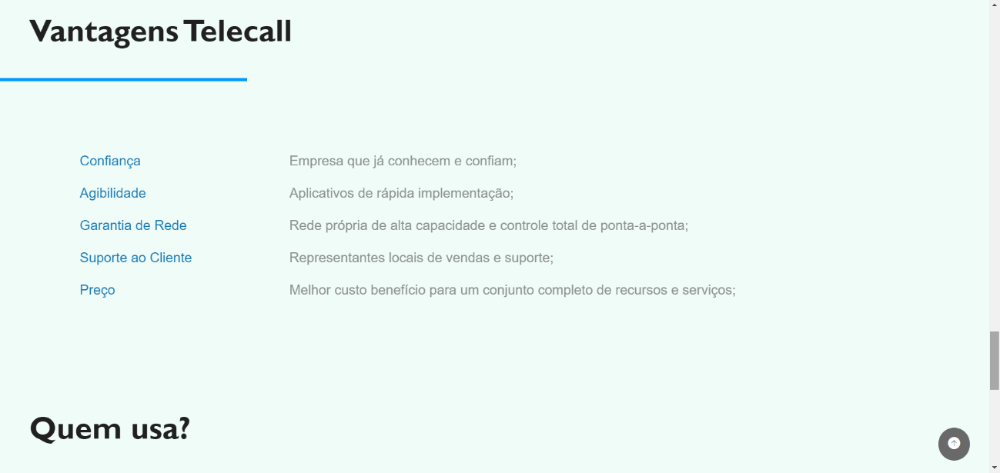 Vantagens Telecall
Confiança Empresa que já conhecem e confiam;
Agibilidade Aplicativos de rápida implementação;
Garantia de Rede Rede própria de alta capacidade e controle total de ponta-a-ponta;
Suporte ao Cliente Representantes locais de vendas e suporte;
Preço Melhor custo benefício para um conjunto completo de recursos e serviços;
Quem usa?